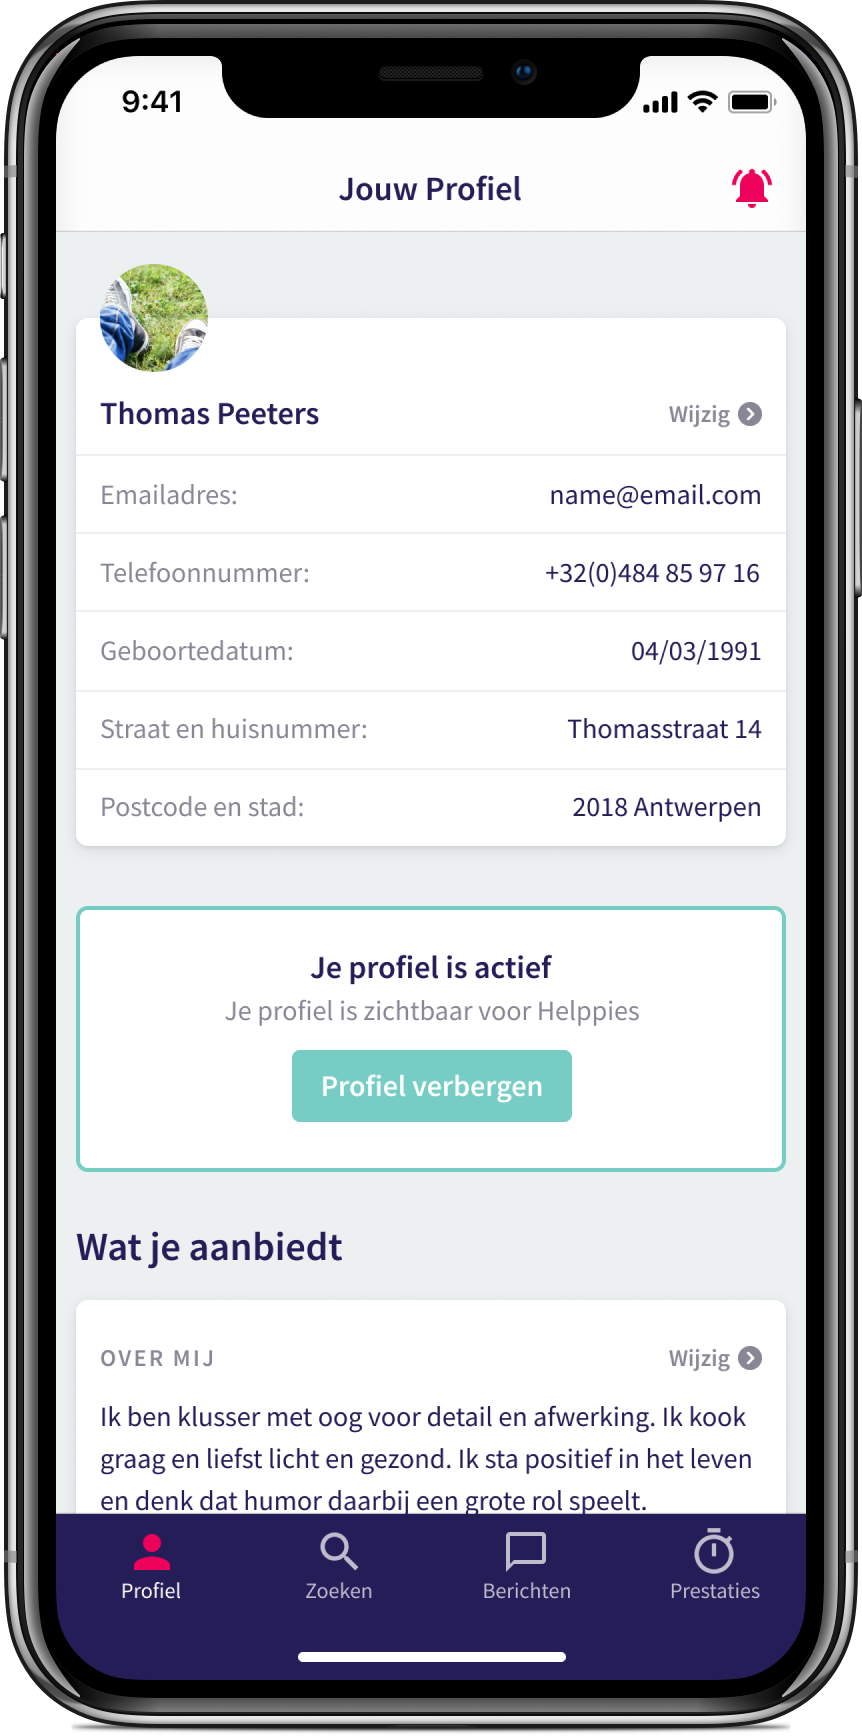 9:41
Jouw Profiel
Thomas Peeters
Wijzig
Emailadres:
name@email.com
Telefoonnummer:
+32(0)484 85 97 16
Geboortedatum:
04/03/1991
Straat en huisnummer:
Thomasstraat 14
Postcode en stad:
2018 Antwerpen
Je profiel is actief
Je profiel is zichtbaar voor Helppies
Profiel verbergen
Wat je aanbiedt
OVER MIJ
Wijzig
Ik ben klusser met oog voor detail en afwerking. Ik kook
graag en liefst licht en gezond. Ik sta positief in het leven
en denk dat humor daarbij een grote rol speelt.
Profiel
Zoeken
Berichten
Prestaties